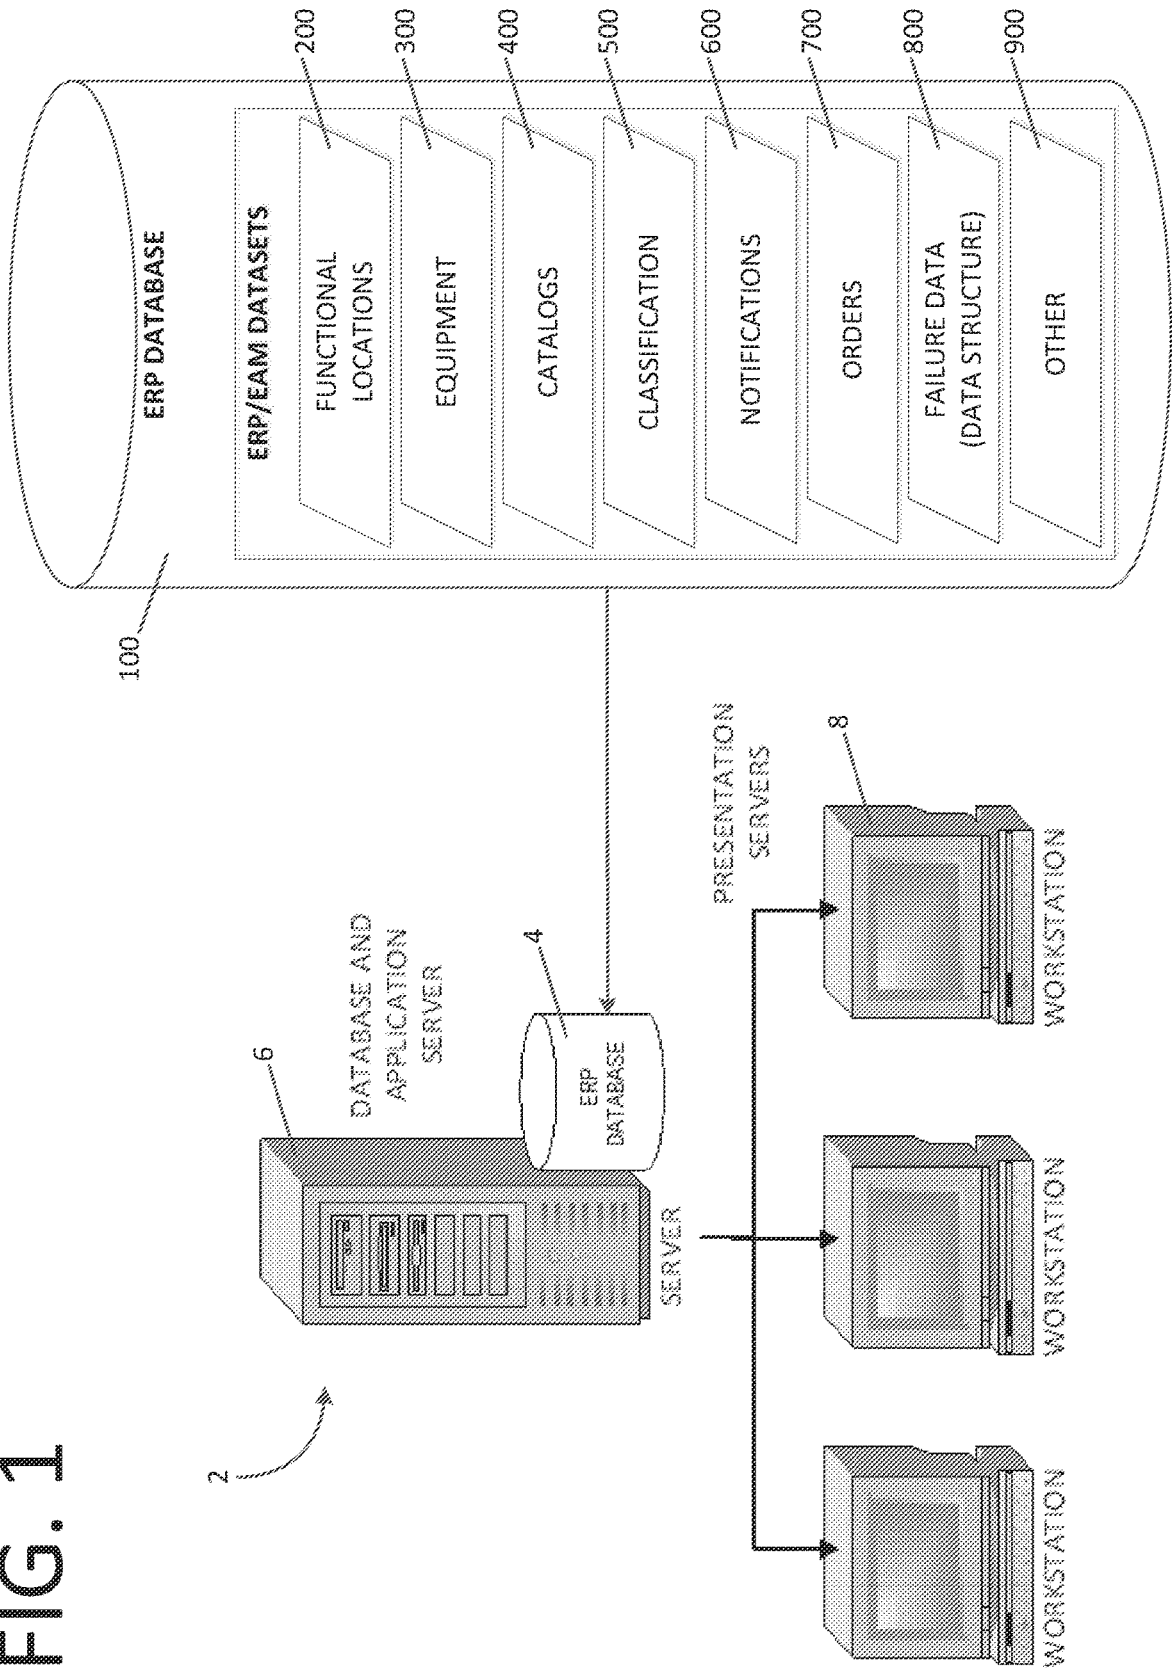 FIG. 1
2
6
DATABASE AND
APPLICATION
SERVER
4
ERP
DATABASE
SERVER
PRESENTATION
SERVERS
8
WORKSTATION
WORKSTATION
WORKSTATION
100
ERP DATABASE
ERP/EAM DATASETS
FUNCTIONAL
LOCATIONS
200
EQUIPMENT
300
CATALOGS
400
CLASSIFICATION
500
NOTIFICATIONS
600
ORDERS
700
FAILURE DATA
(DATA STRUCTURE)
800
OTHER
900